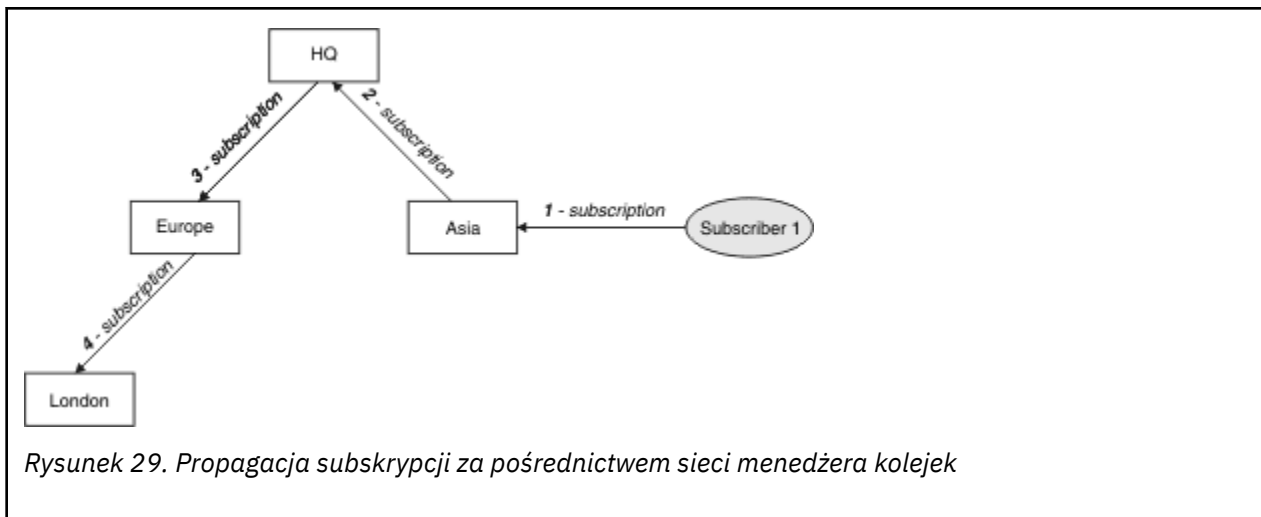 HQ
2 - subscription
3 - subscription
Europe
Asia
1 - subscription
Subscriber 1
4 - subscription
London
Rysunek 29. Propagacja subskrypcji za pośrednictwem sieci menedżera kolejek